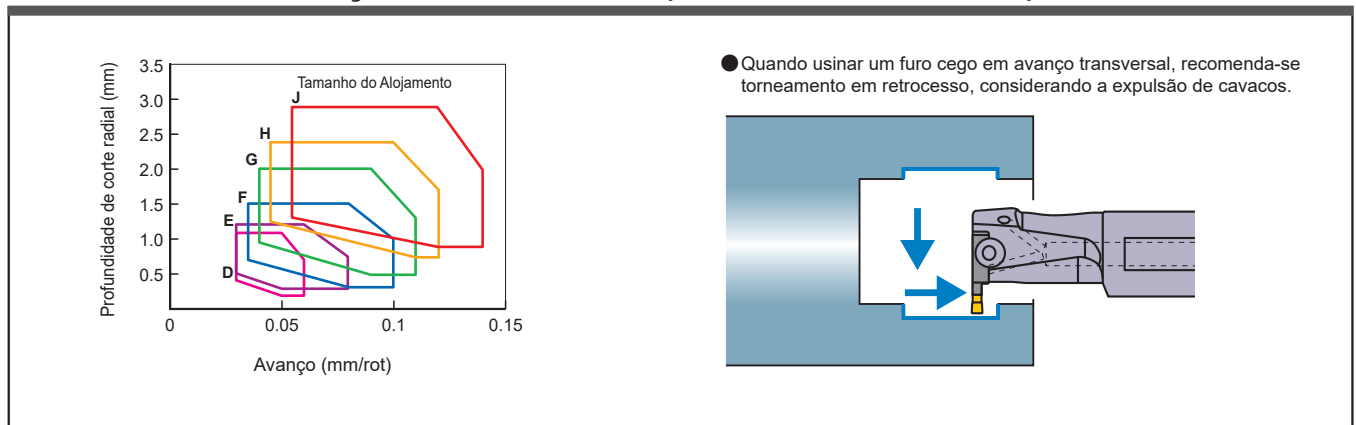 Profundidade de corte radial (mm)
3.5
3.0
2.5
2.0
1.5
1.0
0.5
0
0.05
0.1
0.15
Avanço (mm/rot)
Tamanho do Alojamento
J
H
G
F
E
D
●Quando usinar um furo cego em avanço transversal, recomenda-se
torneamento em retrocesso, considerando a expulsão de cavacos.